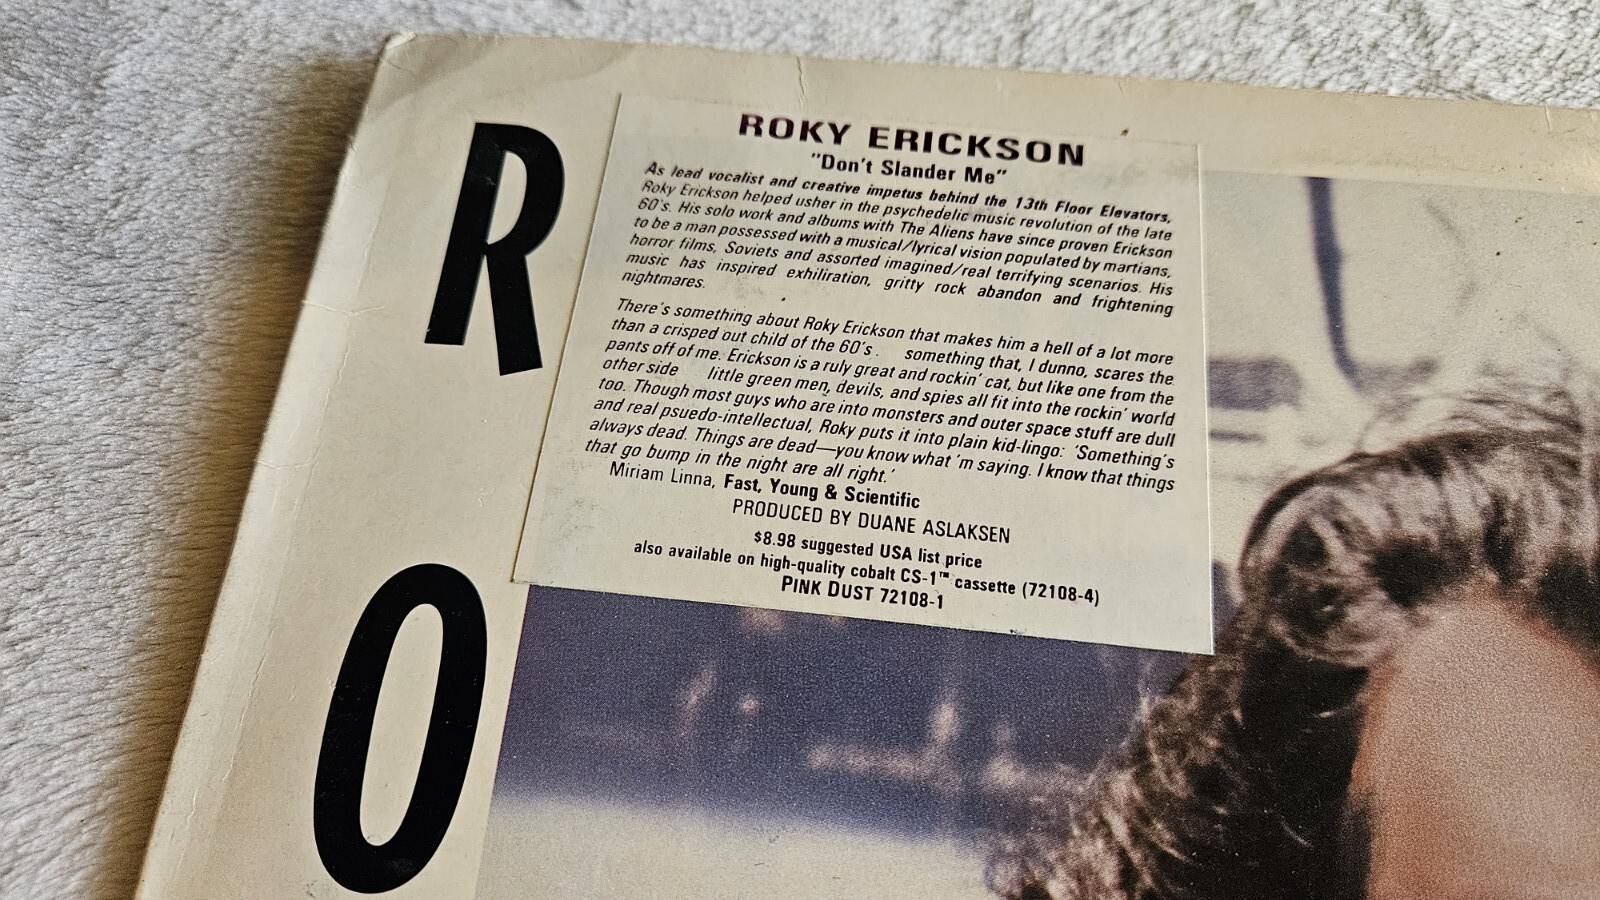 R
O
ROKY ERICKSON
"Don't Slander Me"
As lead vocalist and creative impetus behind the 13th Floor Elevators,
Roky Erickson helped usher in the psychedelic music revolution of the late
60's. His solo work and albums with The Aliens have since proven Erickson
to be a man possessed with a musical/lyrical vision populated by martians,
horror films, Soviets and assorted imagined/real terrifying scenarios. His
music has inspired exhiliration, gritty rock abandon and frightening
nightmares.
There's something about Roky Erickson that makes him a hell of a lot more
than a crisped out child of the 60's . something that, I dunno, scares the
pants off of me. Erickson is a ruly great and rockin' cat, but like one from the
other side little green men, devils, and spies all fit into the rockin' world
too. Though most guys who are into monsters and outer space stuff are dull
and real psuedo-intellectual, Roky puts it into plain kid-lingo: 'Something's
always dead. Things are dead—you know what 'm saying. I know that things
that go bump in the night are all right.'
Miriam Linna, Fast, Young & Scientific
PRODUCED BY DUANE ASLAKSEN
$8.98 suggested USA list price
also available on high-quality cobalt CS-1™ cassette (72108-4)
PINK DUST 72108-1